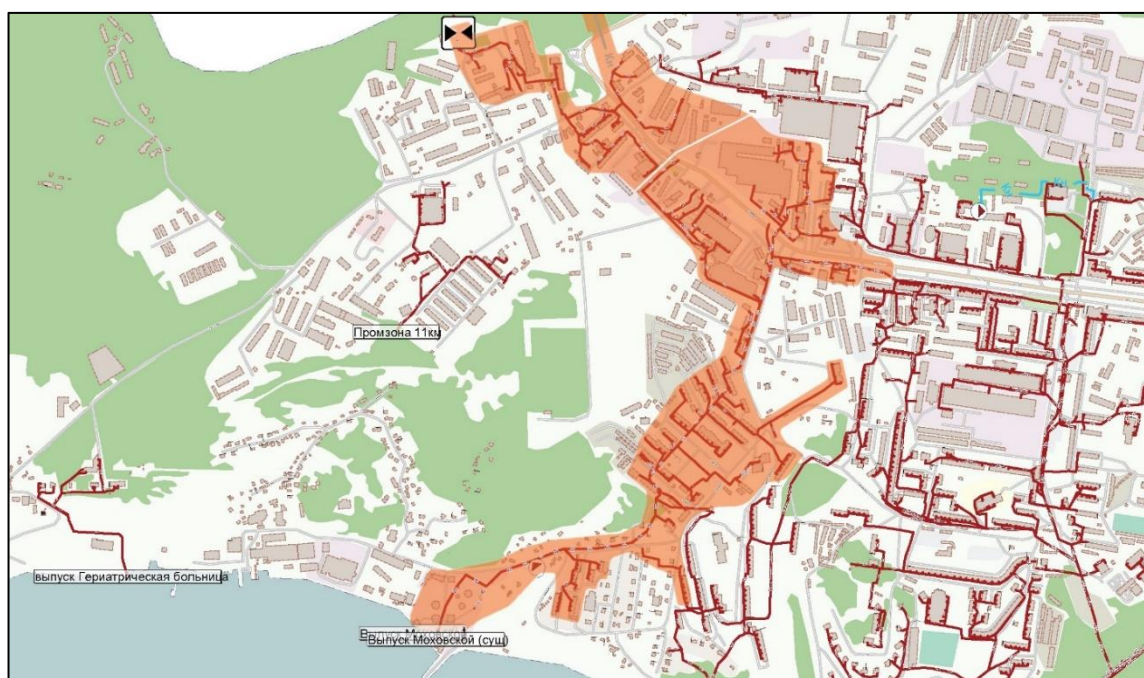 Промзона 11км
выпуск Гериатрическая больница
Выпуск Моховской (сущ)